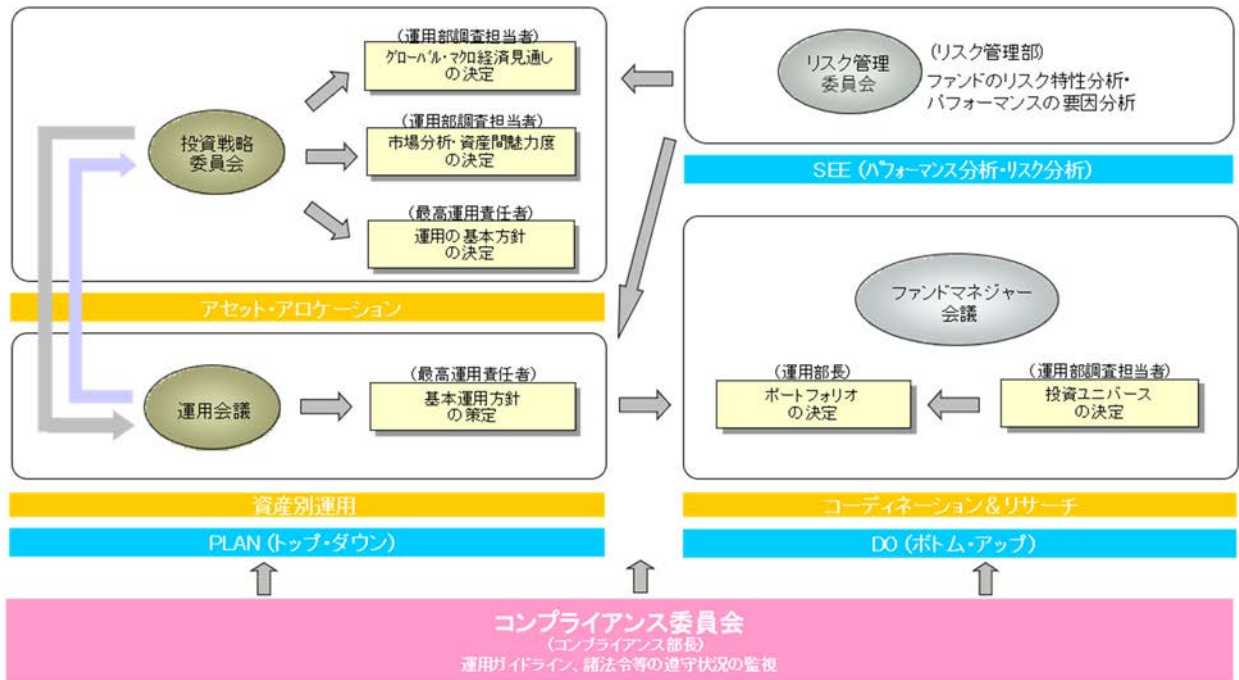 (運用部調査担当者)
グローバル・マクロ経済見通し
の決定
投資戦略
委員会
(運用部調査担当者)
市場分析・資産間魅力度
の決定
(最高運用責任者)
運用の基本方針
の決定
アセット・アロケーション
運用会議
(最高運用責任者)
基本運用方針
の策定
資産別運用
PLAN (トップ・ダウン)
リスク管理
委員会
(リスク管理部)
ファンドのリスク特性分析・
パフォーマンスの要因分析
SEE (パフォーマンス分析・リスク分析)
ファンドマネジャー
会議
(運用部長)
ポートフォリオ
の決定
(運用部調査担当者)
投資ユニバース
の決定
コーディネーション&リサーチ
DO (ボトム・アップ)
コンプライアンス委員会
(コンプライアンス部長)
運用ガイドライン、諸法令等の遵守状況の監視